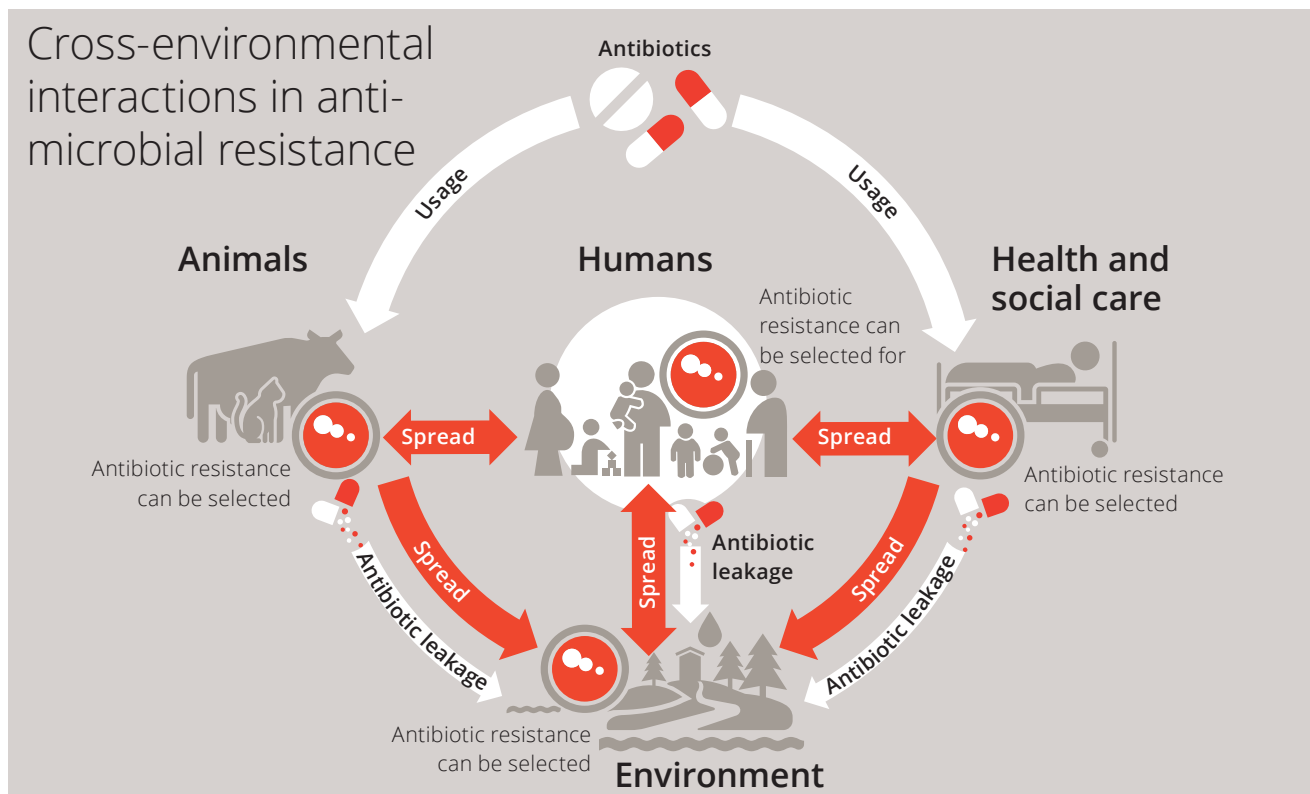 Cross-environmental
interactions in anti-
microbial resistance
Antibiotics
Usage
Usage
Animals
Humans
Health and
social care
Antibiotic
resistance can
be selected for
Spread
Spread
Antibiotic resistance
can be selected
Antibiotic resistance
can be selected
Spread
Spread
Spread
Antibiotic
leakage
Antibiotic leakage
Antibiotic leakage
Antibiotic resistance
can be selected
Environment